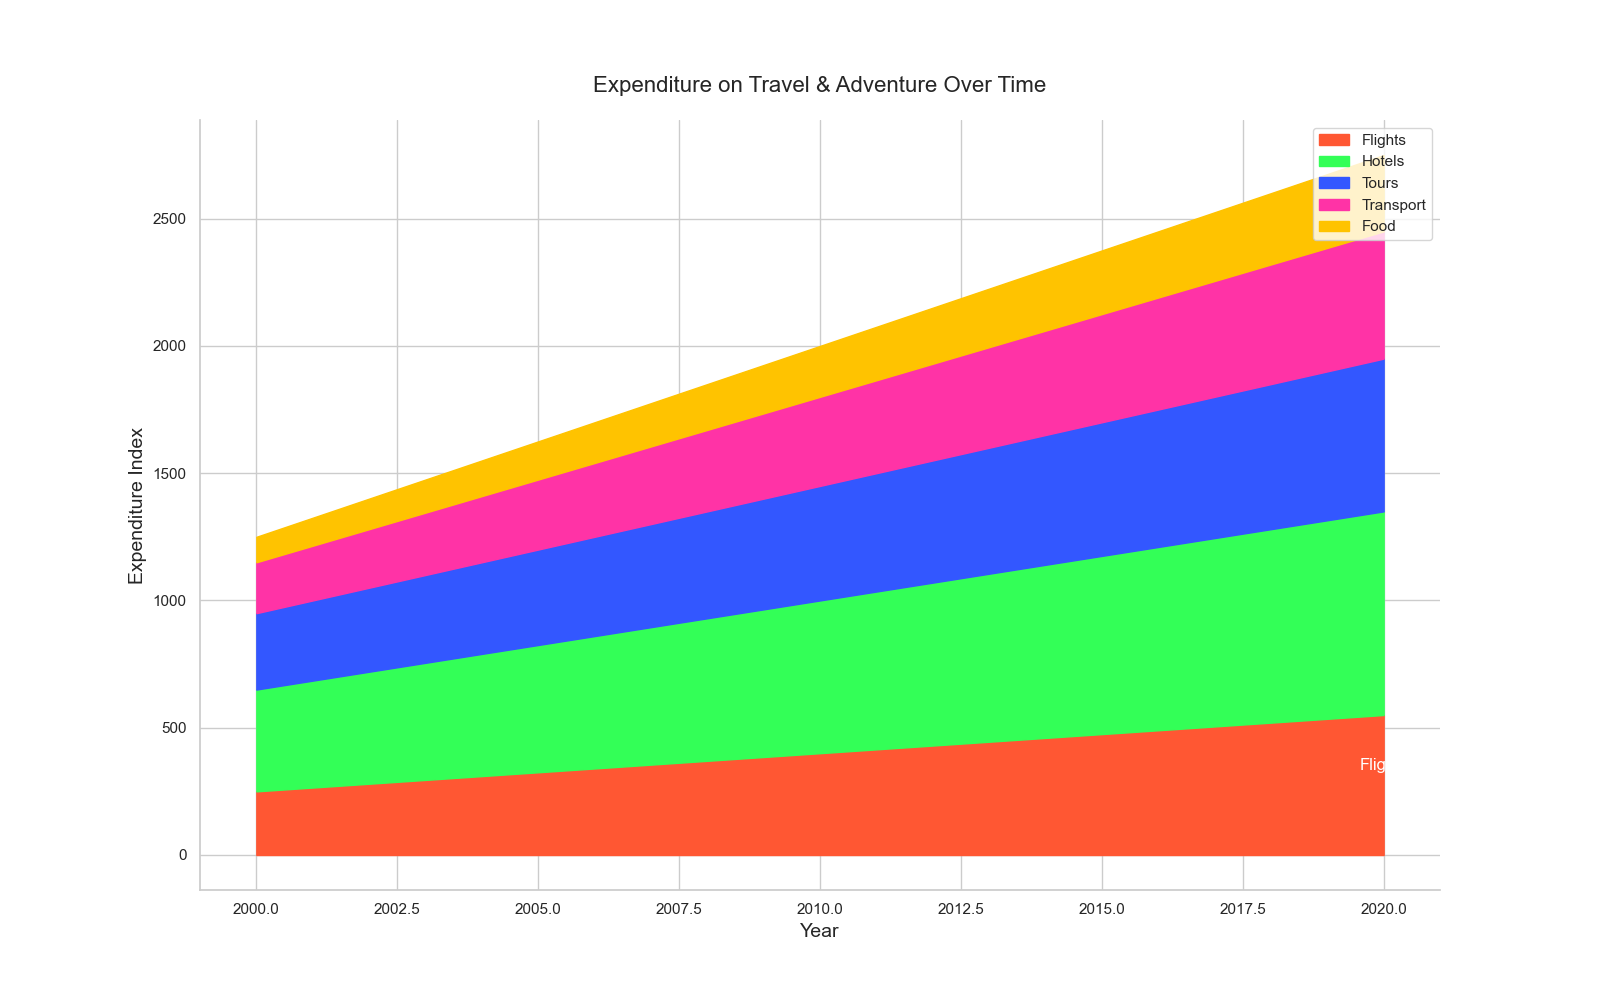 Expenditure on Travel & Adventure Over Time
Flights
Hotels
Tours
Transport
Food
Expenditure Index
2500
2000
1500
1000
500
0
Flig
2000.0 2002.5 2005.0 2007.5 2010.0 2012.5 2015.0 2017.5 2020.0
Year